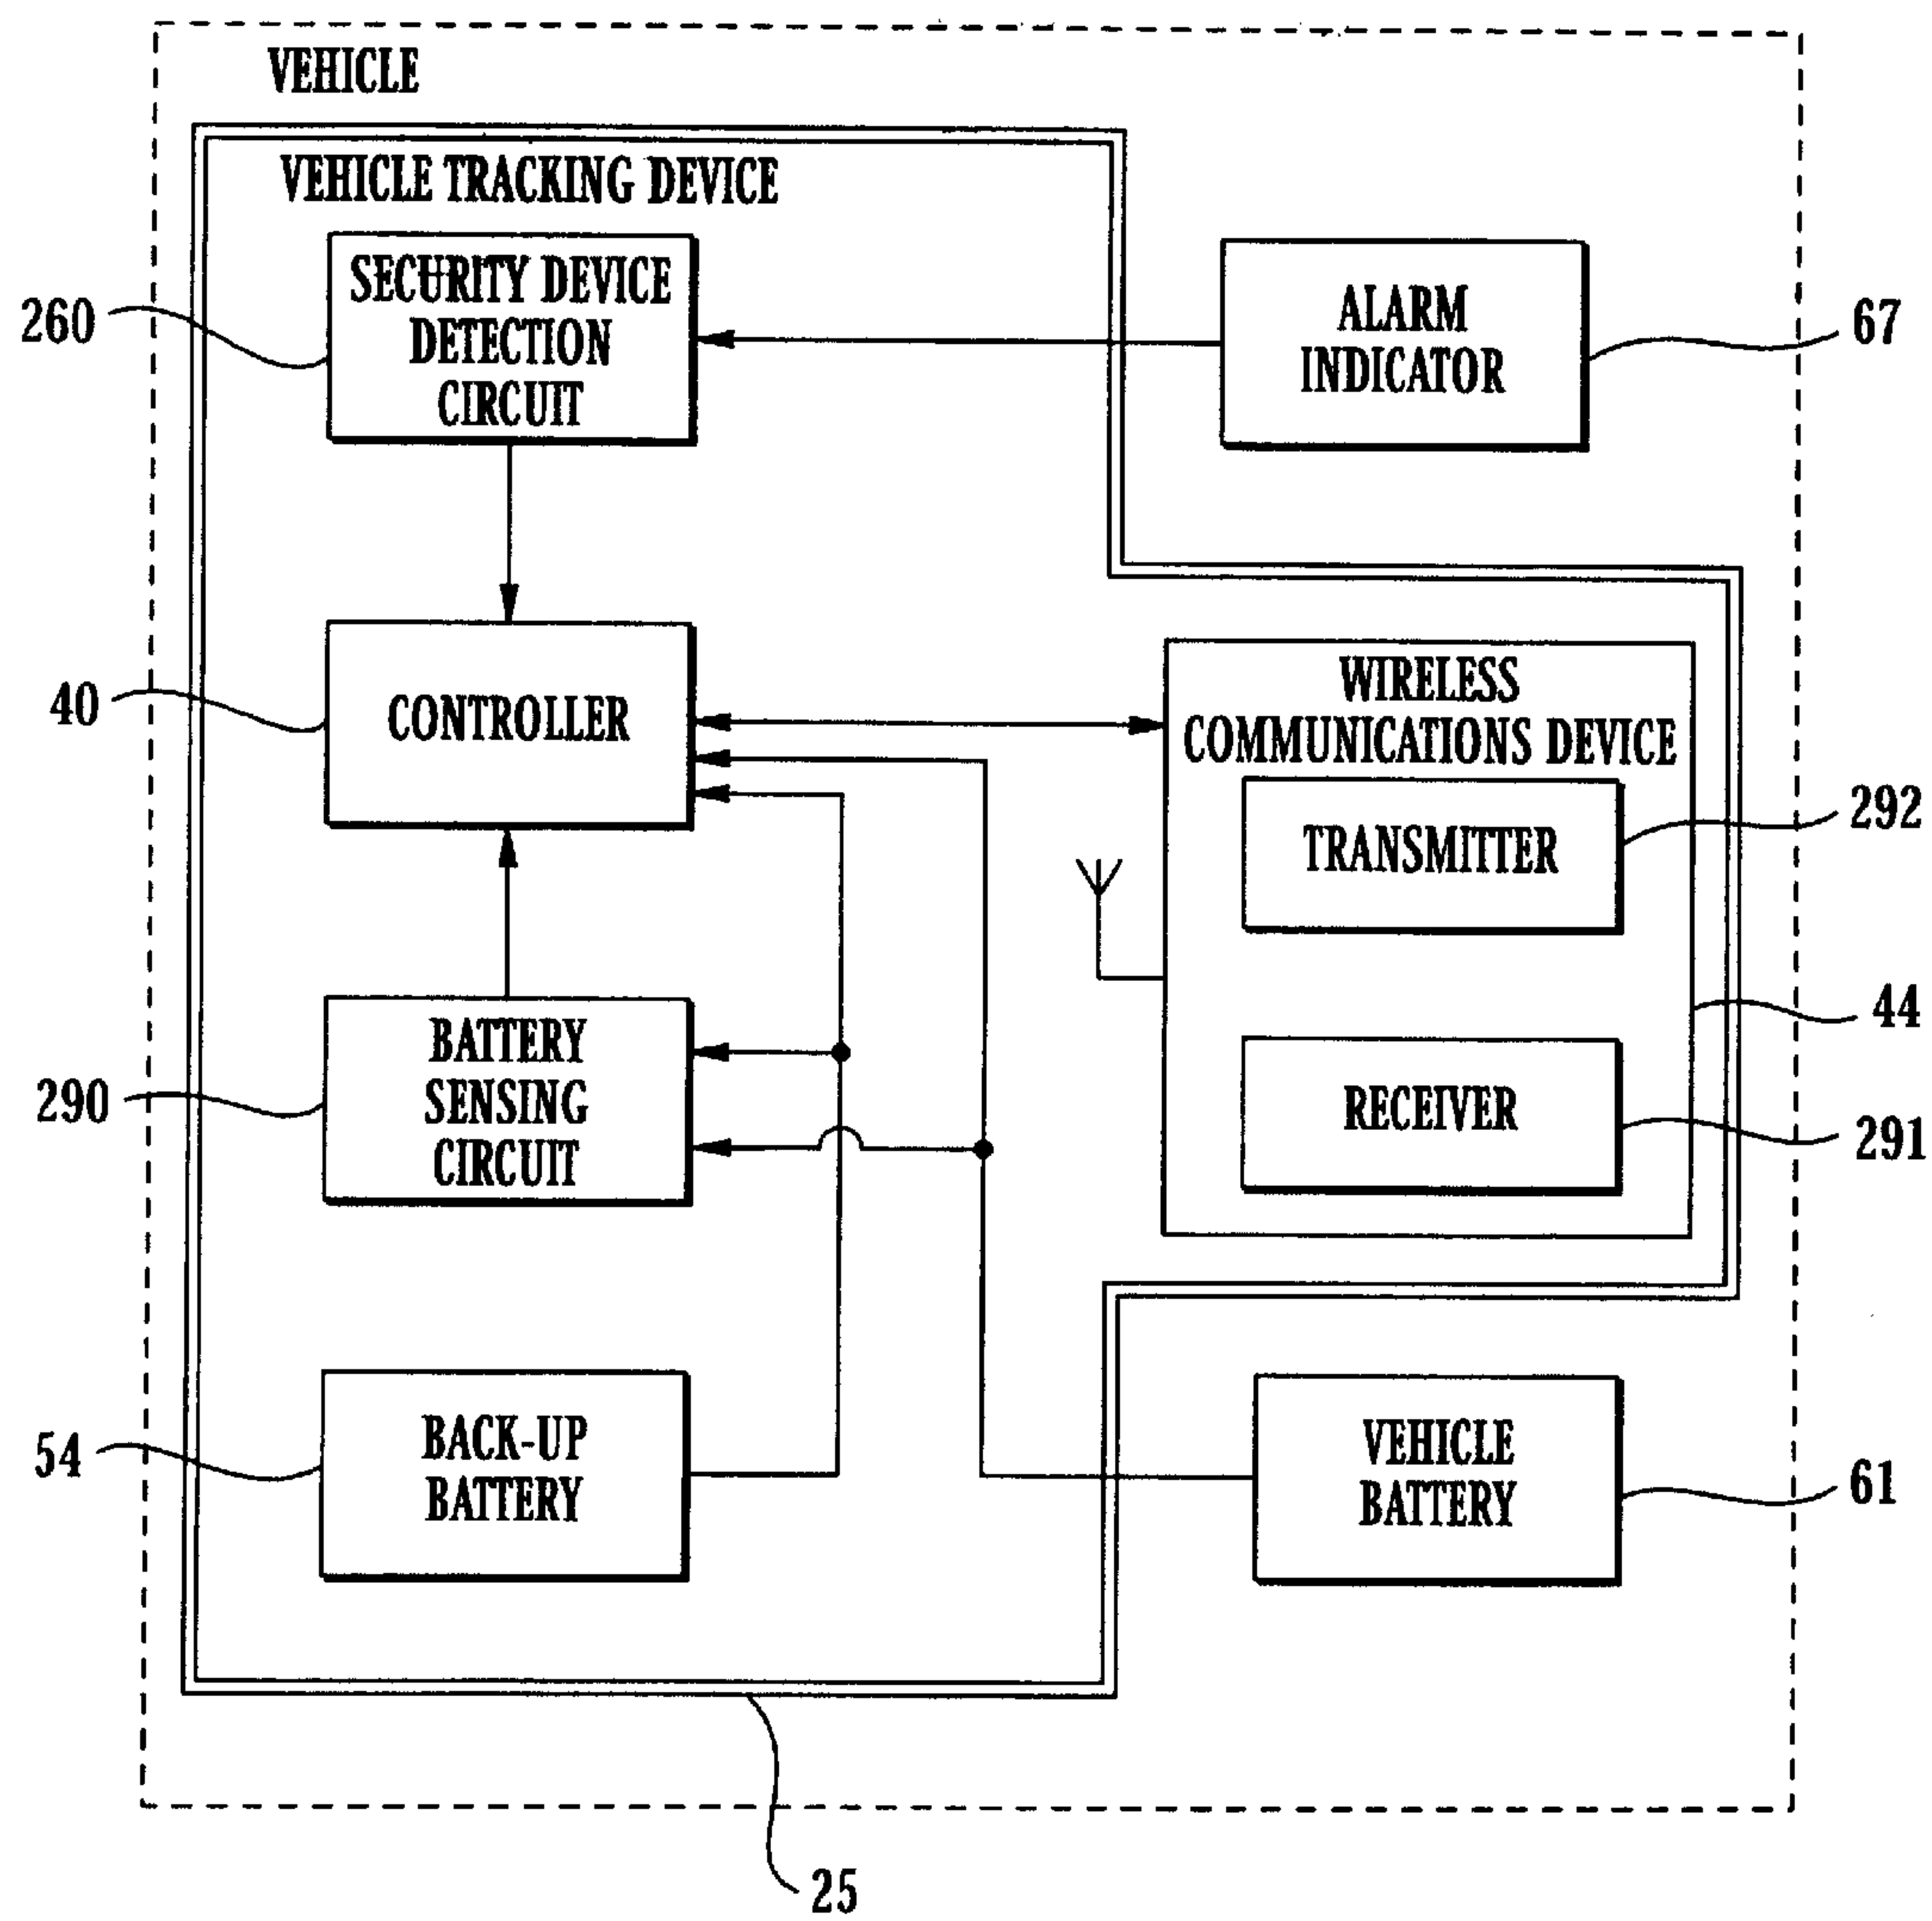 VEHICLE
VEHICLE TRACKING DEVICE
SECURITY DEVICE
DETECTION
CIRCUIT
260
ALARM
INDICATOR
67
40
CONTROLLER
WIRELESS
COMMUNICATIONS DEVICE
TRANSMITTER
292
44
290
BATTERY
SENSING
CIRCUIT
RECEIVER
291
54
BACK-UP
BATTERY
VEHICLE
BATTERY
61
25